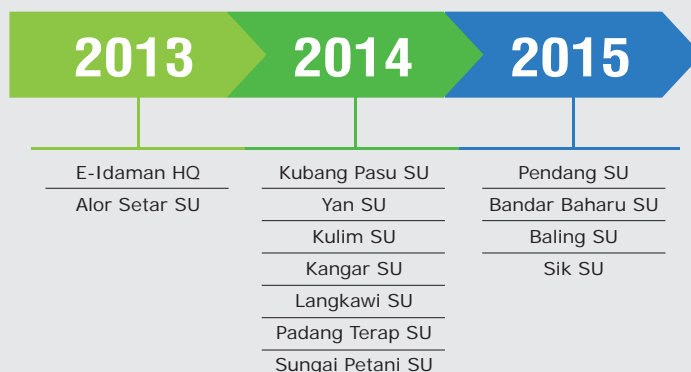 2013
2014
2015
E-Idaman HQ
Alor Setar SU
Kubang Pasu SU
Yan SU
Kulim SU
Kangar SU
Langkawi SU
Padang Terap SU
Sungai Petani SU
Pendang SU
Bandar Baharu SU
Baling SU
Sik SU